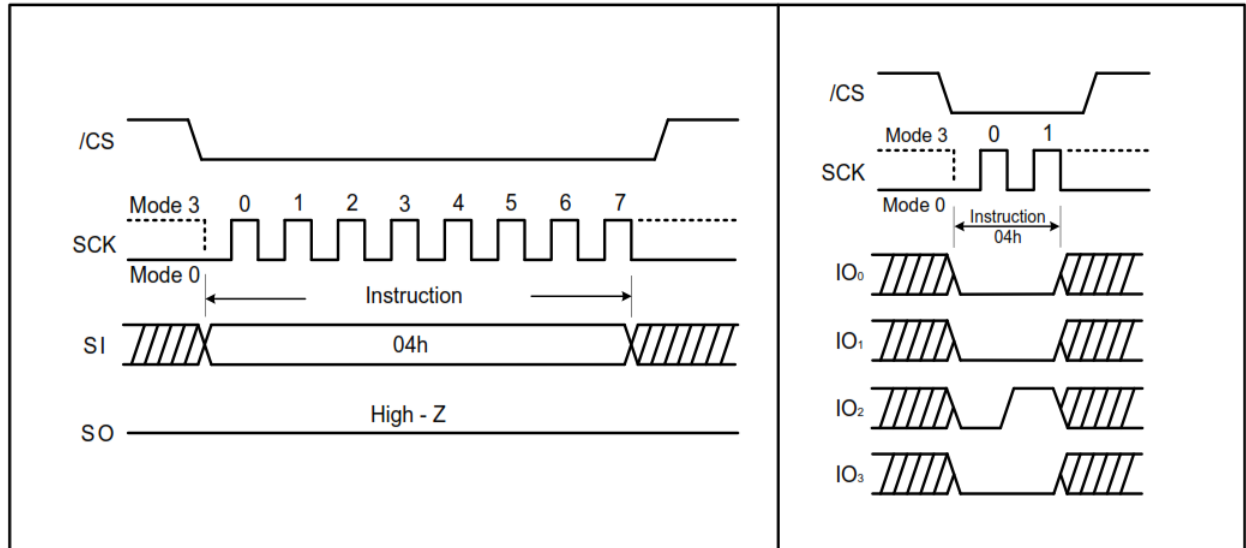 /CS
Mode 3 0 1 2 3 4 5 6 7
SCK
Mode 0
Instruction
SI 04h
High - Z
SO
/CS
Mode 3 0 1
SCK
Mode 0 Instruction
04h
IO₀
IO₁
IO₂
IO₃